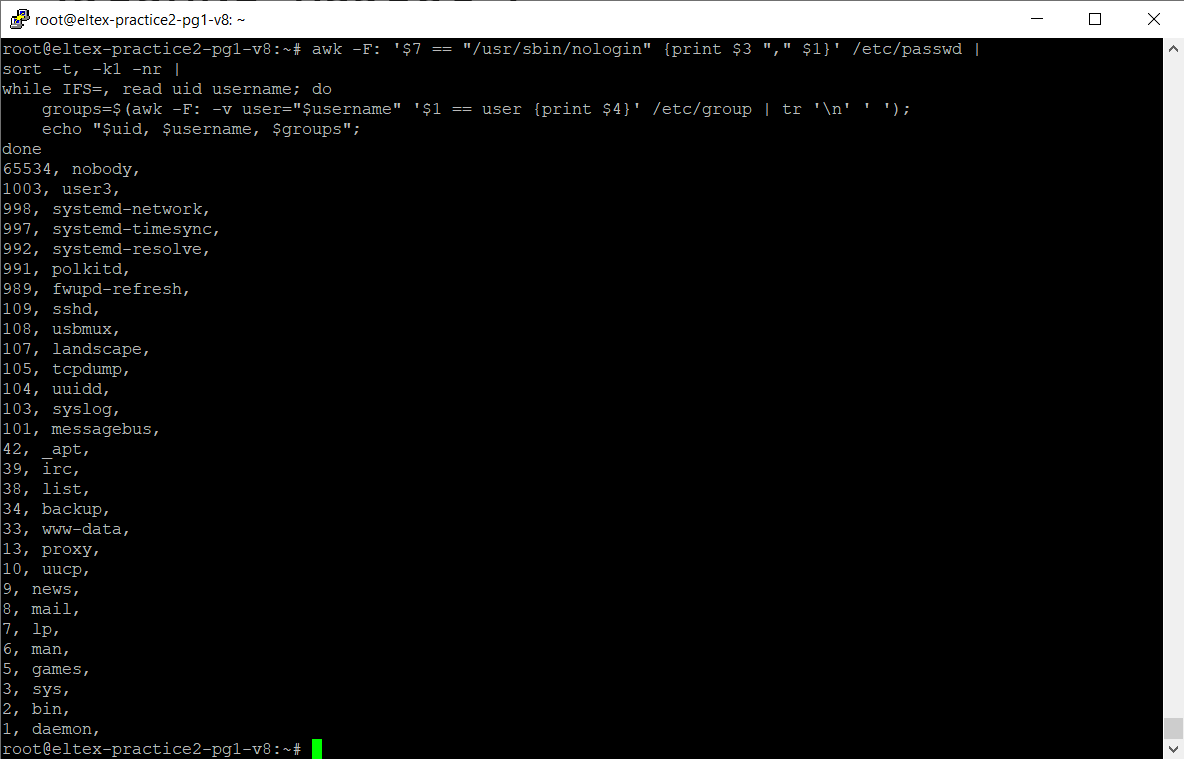 root@eltex-practice2-pg1-v8: ~
root@eltex-practice2-pg1-v8:~# awk -F: '$7 == "/usr/sbin/nologin" {print $3 "," $1}' /etc/passwd |
sort -t, -k1 -nr |
while IFS=, read uid username; do
    groups=$(awk -F: -v user="$username" '$1 == user {print $4}' /etc/group | tr '\n' ' ');
    echo "$uid, $username, $groups";
done
65534, nobody,
1003, user3,
998, systemd-network,
997, systemd-timesync,
992, systemd-resolve,
991, polkitd,
989, fwupd-refresh,
109, sshd,
108, usbmux,
107, landscape,
105, tcpdump,
104, uuidd,
103, syslog,
101, messagebus,
42, _apt,
39, irc,
38, list,
34, backup,
33, www-data,
13, proxy,
10, uucp,
9, news,
8, mail,
7, lp,
6, man,
5, games,
3, sys,
2, bin,
1, daemon,
root@eltex-practice2-pg1-v8:~#